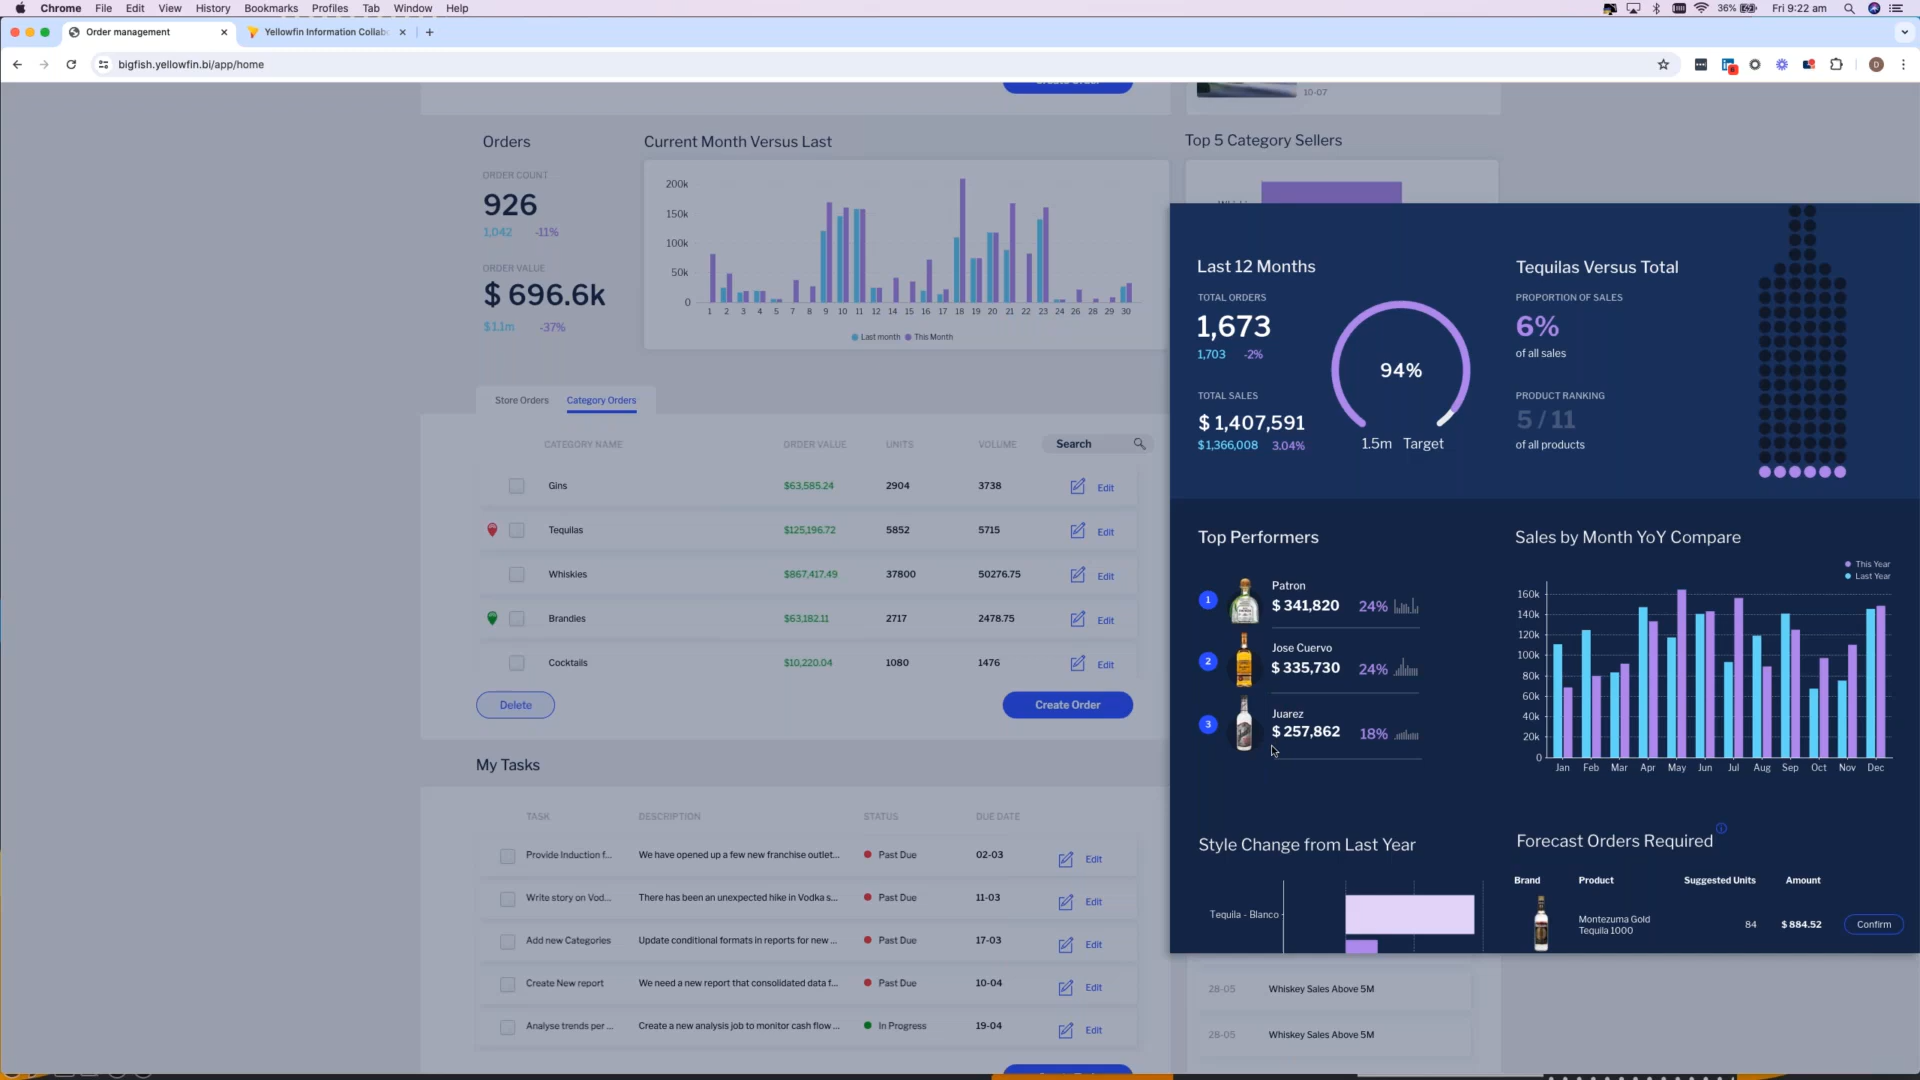 Chrome File Edit View History Bookmarks Profiles Tab Window Help
36% Fri 9:22 am
Order management
Yellowfin Information Collab
bigfish.yellowfin.bi/app/home
D
10-07
Orders
ORDER COUNT
926
1,042 -11%
ORDER VALUE
$ 696.6k
$1.1m -37%
Current Month Versus Last
200k
150k
100k
50k
0
1 2 3 4 5 7 8 9 10 11 12 14 15 16 17 18 19 20 21 22 23 24 26 28 29 30
Last month This Month
Top 5 Category Sellers
Store Orders Category Orders
CATEGORY NAME ORDER VALUE UNITS VOLUME Search
Gins $63,585.24 2904 3738 Edit
Tequilas $125,196.72 5852 5715 Edit
Whiskies $867,417.49 37800 50276.75 Edit
Brandies $63,182.11 2717 2478.75 Edit
Cocktails $10,220.04 1080 1476 Edit
Delete Create Order
My Tasks
TASK DESCRIPTION STATUS DUE DATE
Provide Induction f... We have opened up a few new franchise outlet... Past Due 02-03 Edit
Write story on Vod... There has been an unexpected hike in Vodka s... Past Due 11-03 Edit
Add new Categories Update conditional formats in reports for new ... Past Due 17-03 Edit
Create New report We need a new report that consolidated data f... Past Due 10-04 Edit
Analyse trends per ... Create a new analysis job to monitor cash flow ... In Progress 19-04 Edit
Last 12 Months
TOTAL ORDERS
1,673
1,703 -2%
TOTAL SALES
$ 1,407,591
$1,366,008 3.04%
94%
1.5m Target
Tequilas Versus Total
PROPORTION OF SALES
6%
of all sales
PRODUCT RANKING
5 / 11
of all products
Top Performers
1 Patron
$ 341,820 24%
2 Jose Cuervo
$ 335,730 24%
3 Juarez
$ 257,862 18%
Sales by Month YoY Compare
This Year
Last Year
160k
140k
120k
100k
80k
60k
40k
20k
0
Jan Feb Mar Apr May Jun Jul Aug Sep Oct Nov Dec
Style Change from Last Year
Tequila - Blanco
Forecast Orders Required
Brand Product Suggested Units Amount
Montezuma Gold
Tequila 1000 84 $ 884.52 Confirm
28-05 Whiskey Sales Above 5M
28-05 Whiskey Sales Above 5M